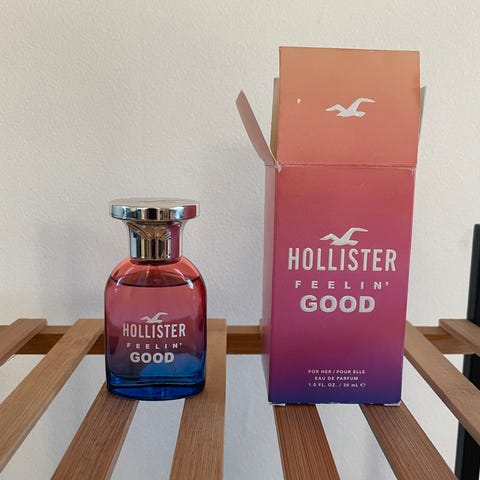 HOLLISTER
FEELIN'
GOOD
HOLLISTER
FEELIN'
GOOD
FOR HER / POUR ELLE
EAU DE PARFUM
1.0 FL. OZ. / 30 mL e